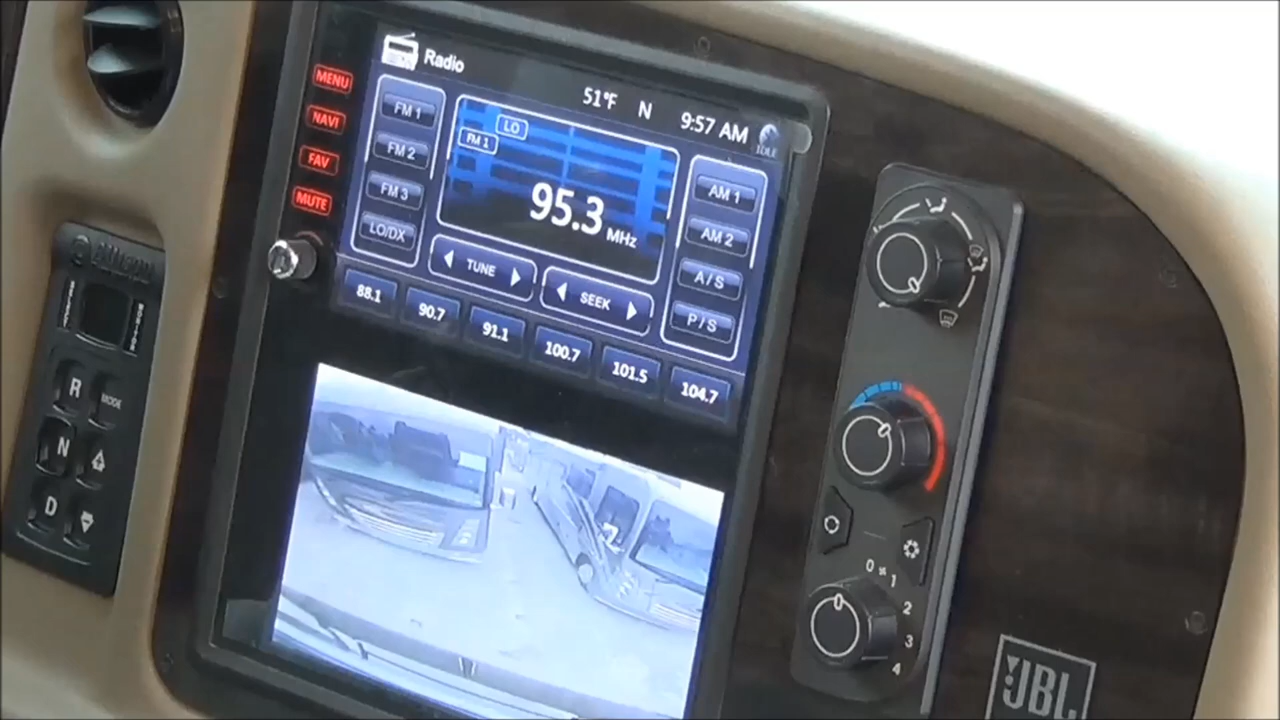 Radio
51°F N 9:57 AM
IDLE
MENU
NAVI
FAV
MUTE
FM 1
FM 2
FM 3
LO/DX
LO
FM 1
95.3 MHz
TUNE
SEEK
AM 1
AM 2
A/S
P/S
88.1
90.7
91.1
100.7
101.5
104.7
Allison
R
MODE
N
D
0
1
2
3
4
JBL